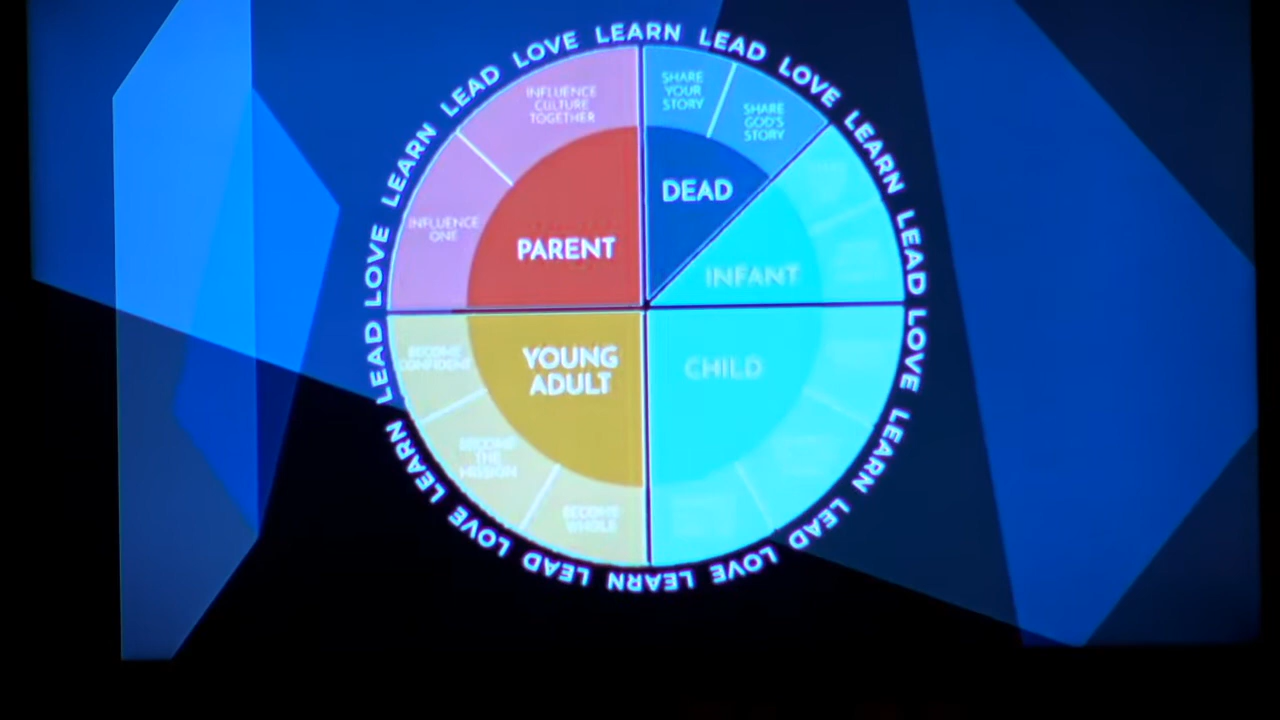 LEARN LEAD LOVE LEARN LEAD LOVE LEARN LEAD LOVE LEARN LEAD LOVE LEARN LEAD LOVE LEARN LEAD LOVE
SHARE
YOUR
STORY
SHARE
GOD'S
STORY
DEAD
INFANT
CHILD
YOUNG
ADULT
BECOME
WHOLE
BECOME
THE
MISSION
BECOME
CONFIDENT
PARENT
INFLUENCE
ONE
INFLUENCE
CULTURE
TOGETHER